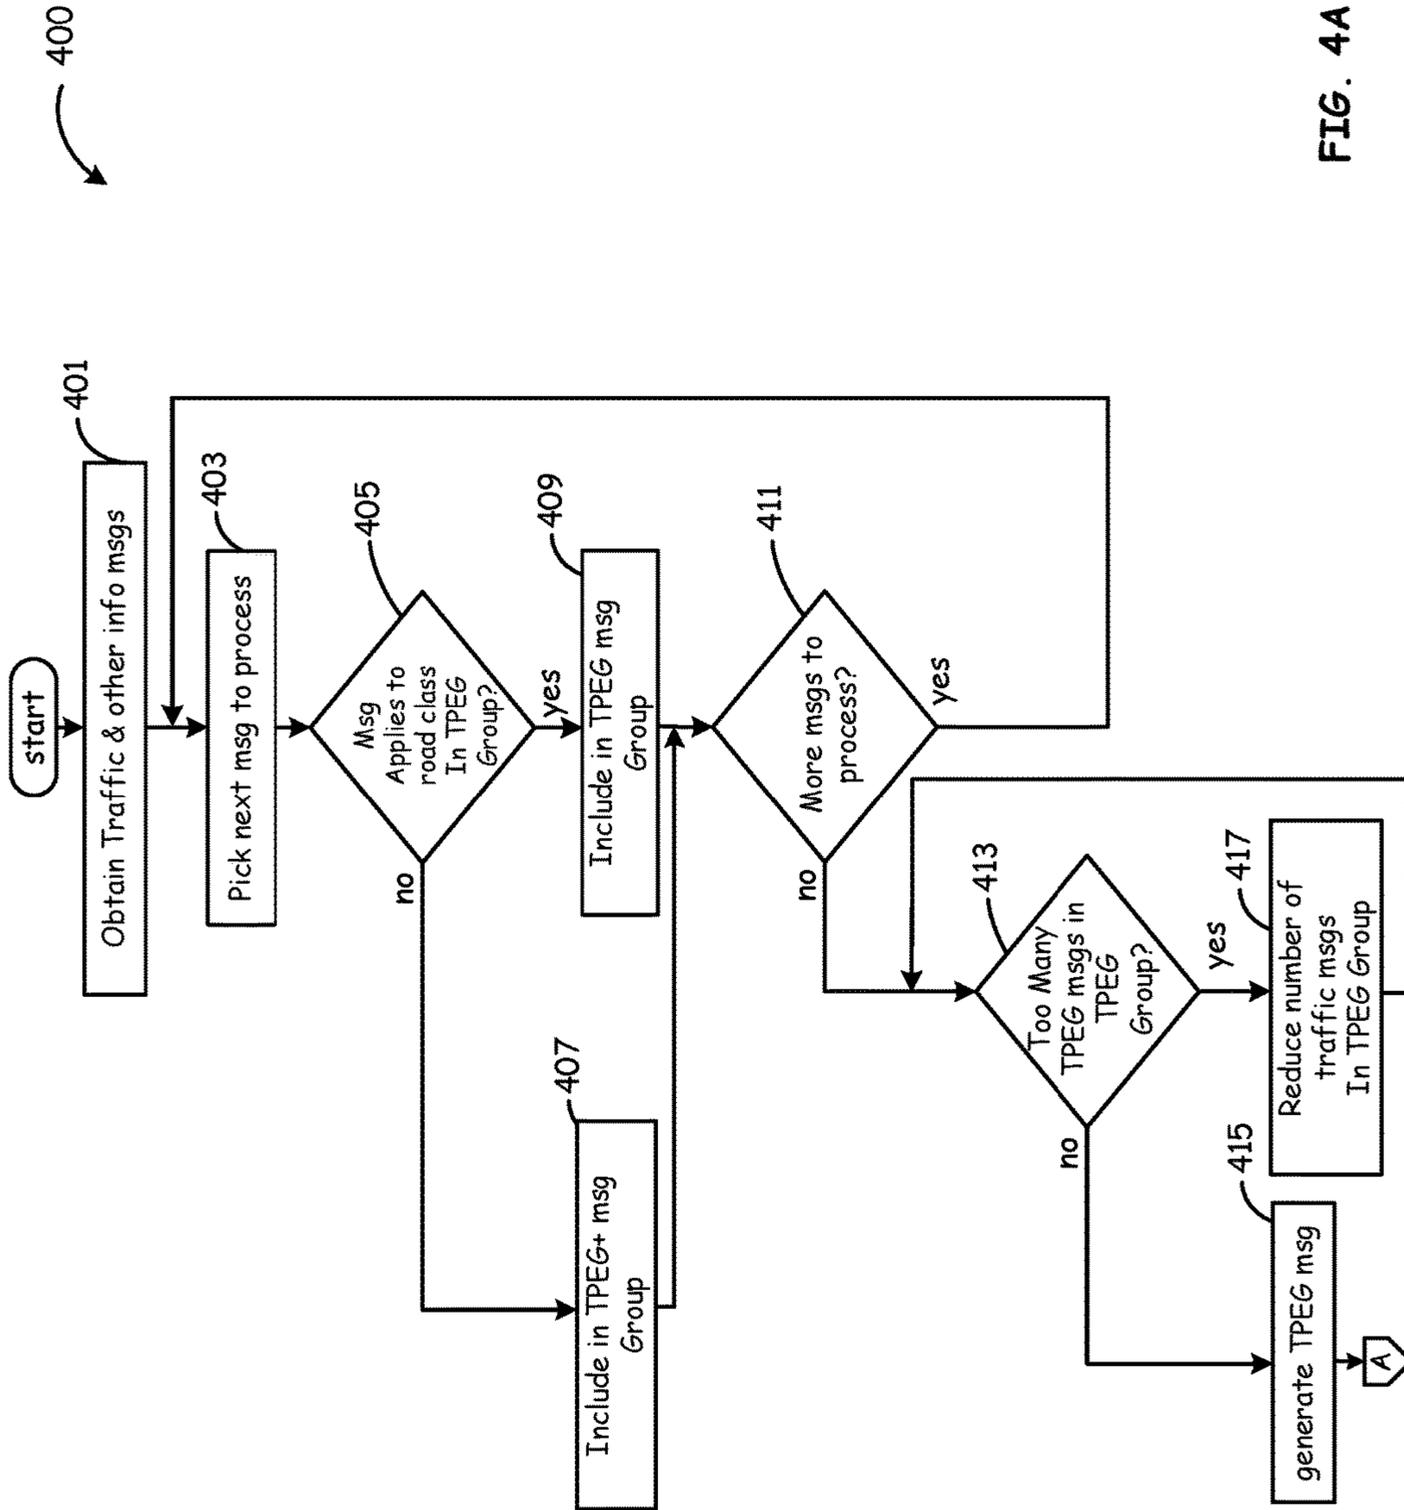 400
start
401
Obtain Traffic & other info msgs
403
Pick next msg to process
405
Msg
Applies to
road class
In TPEG
Group?
no
yes
407
Include in TPEG+ msg
Group
409
Include in TPEG msg
Group
411
More msgs to
process?
no
yes
413
Too Many
TPEG msgs in
TPEG
Group?
no
yes
415
generate TPEG msg
417
Reduce number of
traffic msgs
In TPEG Group
A
FIG. 4A